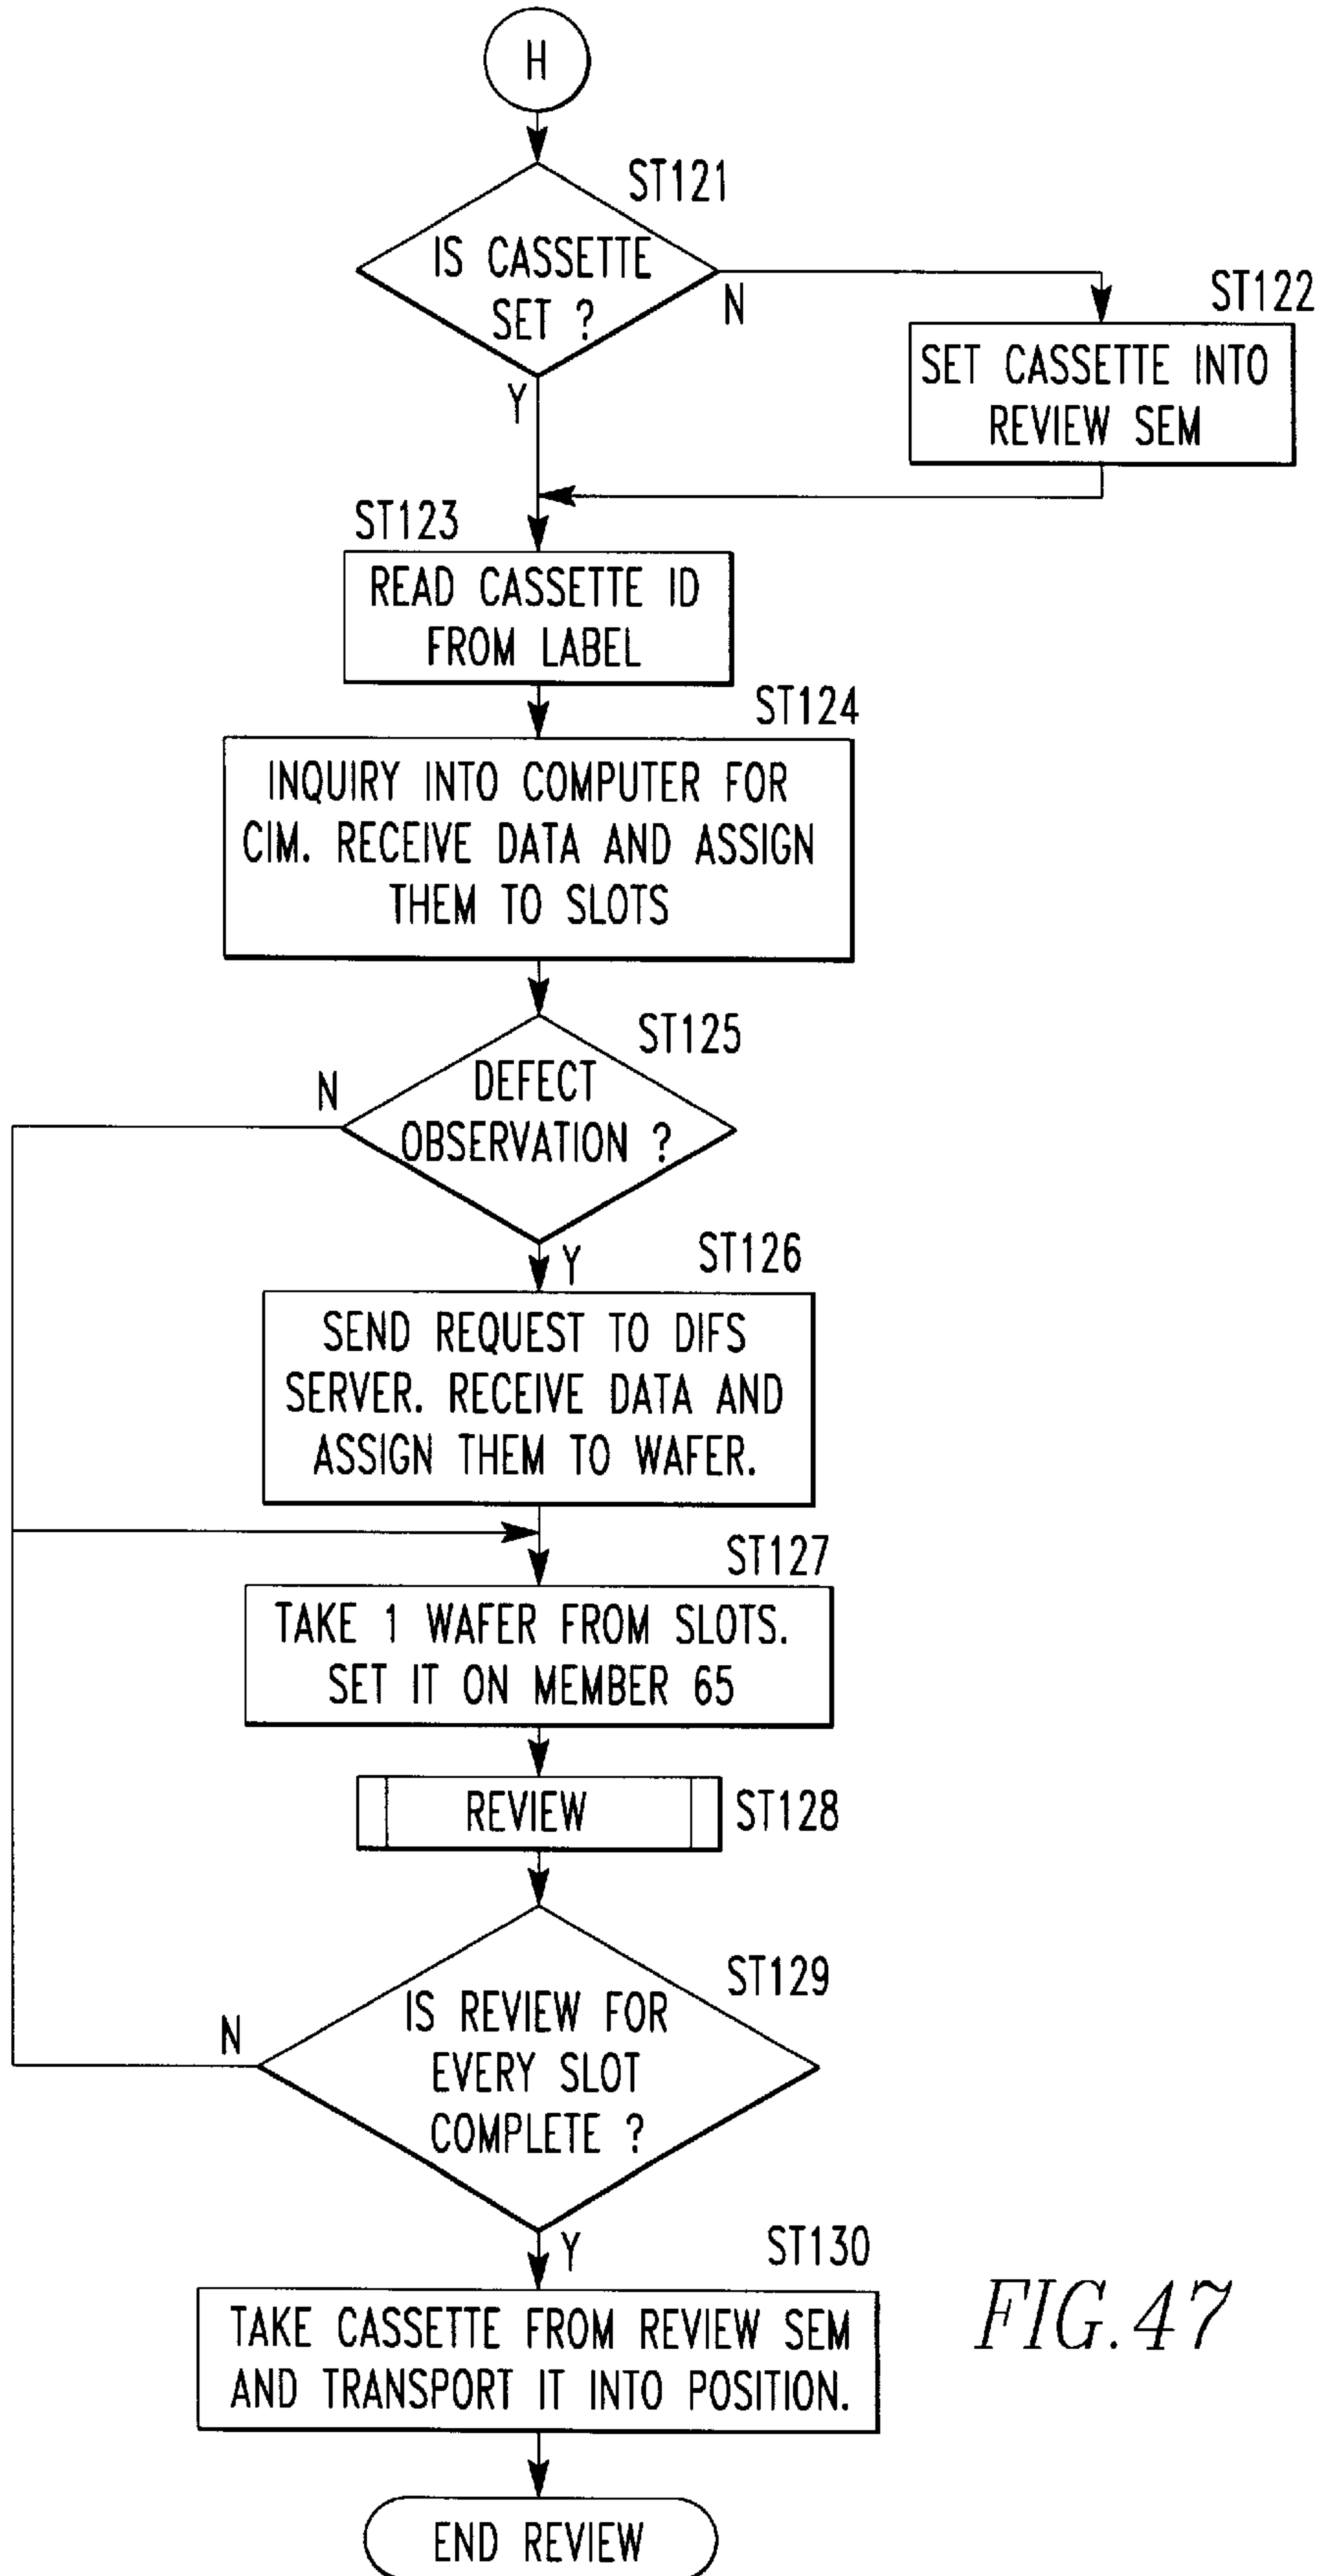 H
ST121
IS CASSETTE
SET ?
N
Y
ST122
SET CASSETTE INTO
REVIEW SEM
ST123
READ CASSETTE ID
FROM LABEL
ST124
INQUIRY INTO COMPUTER FOR
CIM. RECEIVE DATA AND ASSIGN
THEM TO SLOTS
ST125
DEFECT
OBSERVATION ?
N
Y
ST126
SEND REQUEST TO DIFS
SERVER. RECEIVE DATA AND
ASSIGN THEM TO WAFER.
ST127
TAKE 1 WAFER FROM SLOTS.
SET IT ON MEMBER 65
REVIEW
ST128
ST129
IS REVIEW FOR
EVERY SLOT
COMPLETE ?
N
Y
ST130
TAKE CASSETTE FROM REVIEW SEM
AND TRANSPORT IT INTO POSITION.
END REVIEW
FIG.47